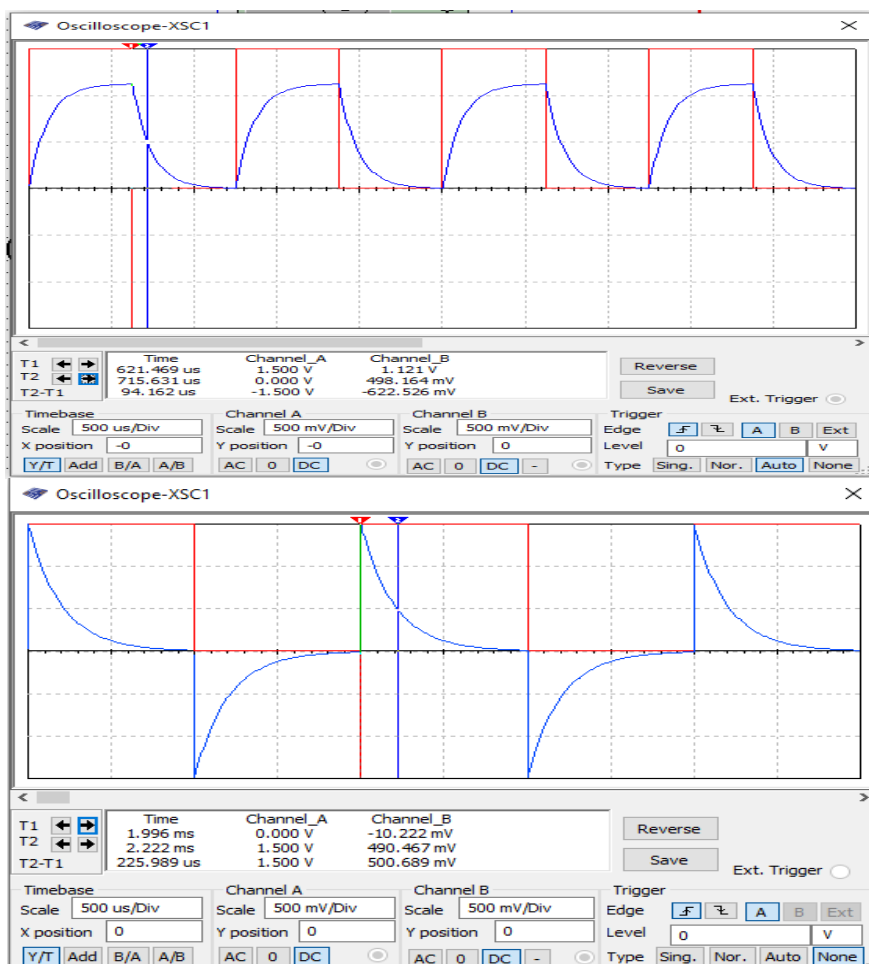 Oscilloscope-XSC1
T1
T2
T2-T1
Time Channel_A Channel_B
621.469 us 1.500 V 1.121 V
715.631 us 0.000 V 498.164 mV
94.162 us -1.500 V -622.526 mV
Reverse
Save
Ext. Trigger
Timebase Channel A Channel B Trigger
Scale 500 us/Div Scale 500 mV/Div Scale 500 mV/Div Edge A B Ext
X position -0 Y position -0 Y position 0 Level 0 V
Y/T Add B/A A/B AC 0 DC AC 0 DC - Type Sing. Nor. Auto None
Oscilloscope-XSC1
T1
T2
T2-T1
Time Channel_A Channel_B
1.996 ms 0.000 V -10.222 mV
2.222 ms 1.500 V 490.467 mV
225.989 us 1.500 V 500.689 mV
Reverse
Save
Ext. Trigger
Timebase Channel A Channel B Trigger
Scale 500 us/Div Scale 500 mV/Div Scale 500 mV/Div Edge A B Ext
X position 0 Y position 0 Y position 0 Level 0 V
Y/T Add B/A A/B AC 0 DC AC 0 DC - Type Sing. Nor. Auto None